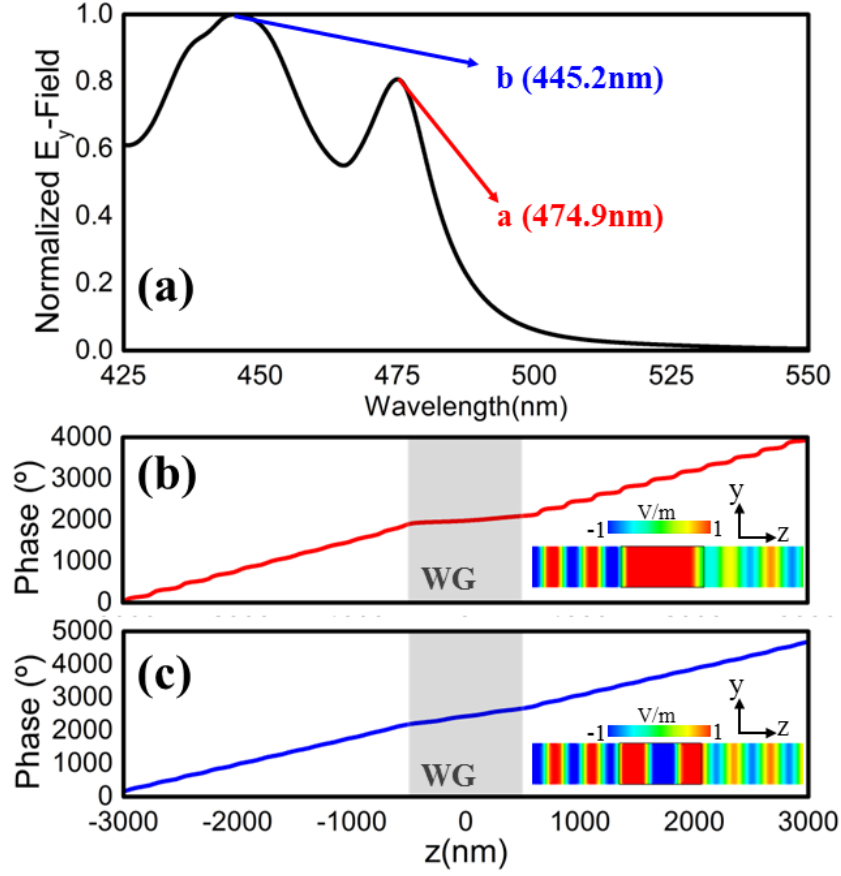 1.0
0.8
0.6
0.4
0.2
0.0
Normalized Ey-Field
b (445.2nm)
a (474.9nm)
(a)
425 450 475 500 525 550
Wavelength(nm)
4000
3000
2000
1000
0
Phase (º)
(b)
WG
V/m
-1 1
y
z
5000
4000
3000
2000
1000
0
Phase (º)
(c)
WG
V/m
-1 1
y
z
-3000 -2000 -1000 0 1000 2000 3000
z(nm)